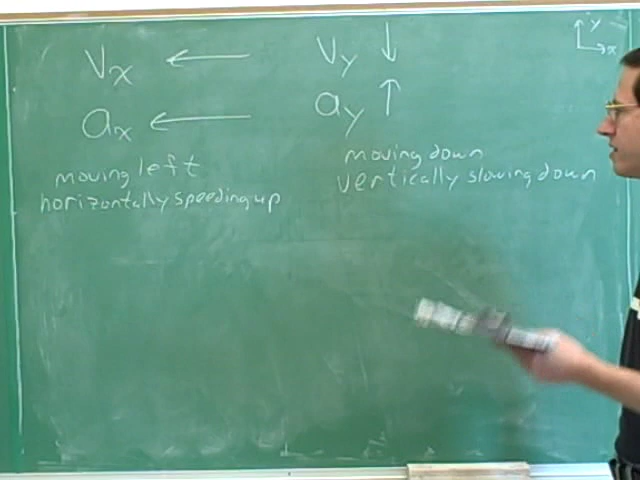 Vx ← Vy ↓
ax ← ay ↑
moving left
horizontally speeding up
moving down
vertically slowing down
y
x